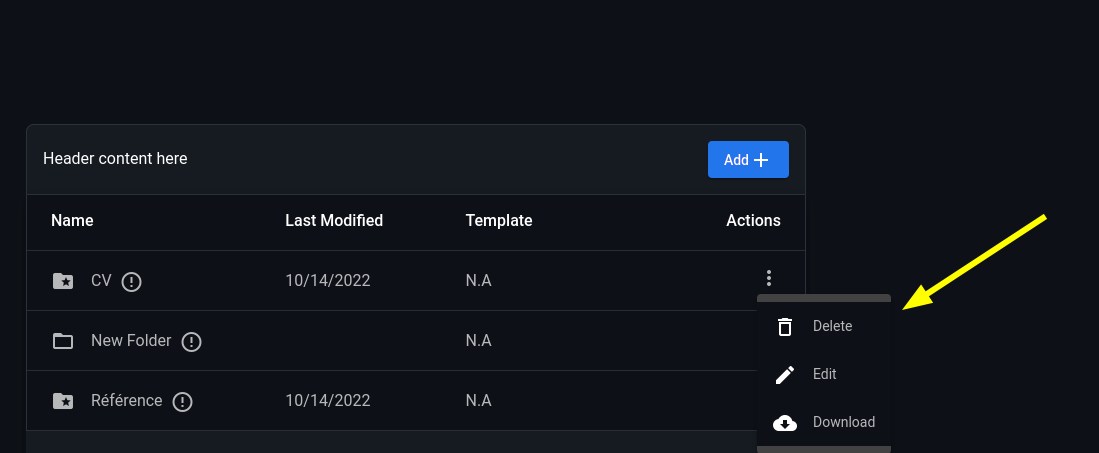 Header content here
Add
Name Last Modified Template Actions
CV 10/14/2022 N.A
New Folder N.A
Référence 10/14/2022 N.A
Delete
Edit
Download